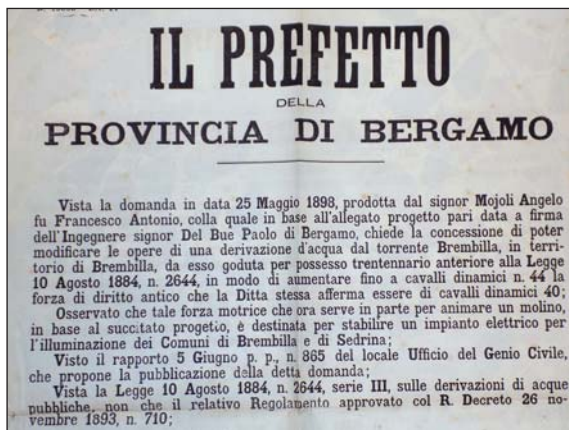 IL PREFETTO
DELLA
PROVINCIA DI BERGAMO
Vista la domanda in data 25 Maggio 1898, prodotta dal signor Mojoli Angelo
fu Francesco Antonio, colla quale in base all'allegato progetto pari data a firma
dell'Ingegnere signor Del Bue Paolo di Bergamo, chiede la concessione di poter
modificare le opere di una derivazione d'acqua dal torrente Brembilla, in terri-
torio di Brembilla, da esso goduta per possesso trentennario anteriore alla Legge
10 Agosto 1884, n. 2644, in modo di aumentare fino a cavalli dinamici n. 44 la
forza di diritto antico che la Ditta stessa afferma essere di cavalli dinamici 40;
Osservato che tale forza motrice che ora serve in parte per animare un molino,
in base al succitato progetto, è destinata per stabilire un impianto elettrico per
l'illuminazione dei Comuni di Brembilla e di Sedrina;
Visto il rapporto 5 Giugno p. p., n. 865 del locale Ufficio del Genio Civile,
che propone la pubblicazione della detta domanda;
Vista la Legge 10 Agosto 1884, n. 2644, serie III, sulle derivazioni di acque
pubbliche, non che il relativo Regolamento approvato col R. Decreto 26 no-
vembre 1893, n. 710;